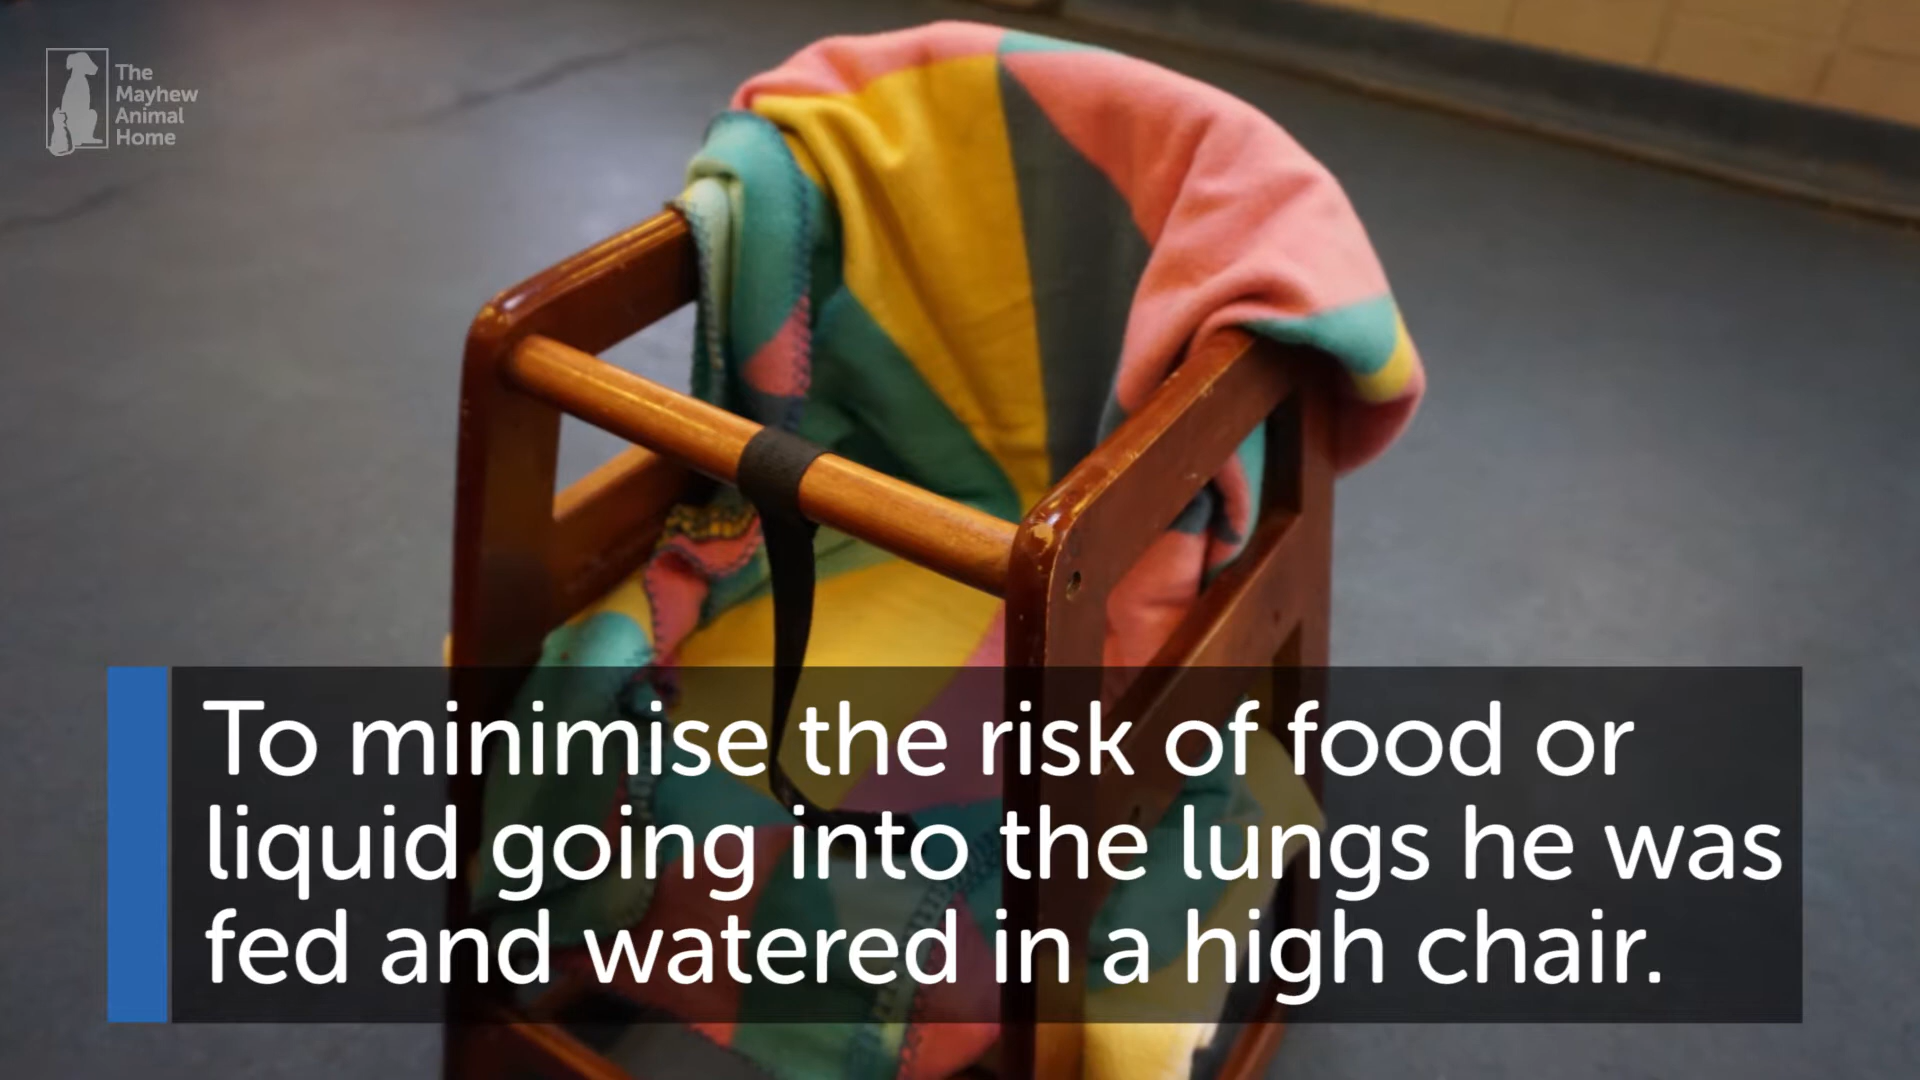 The
Mayhew
Animal
Home
To minimise the risk of food or
liquid going into the lungs he was
fed and watered in a high chair.